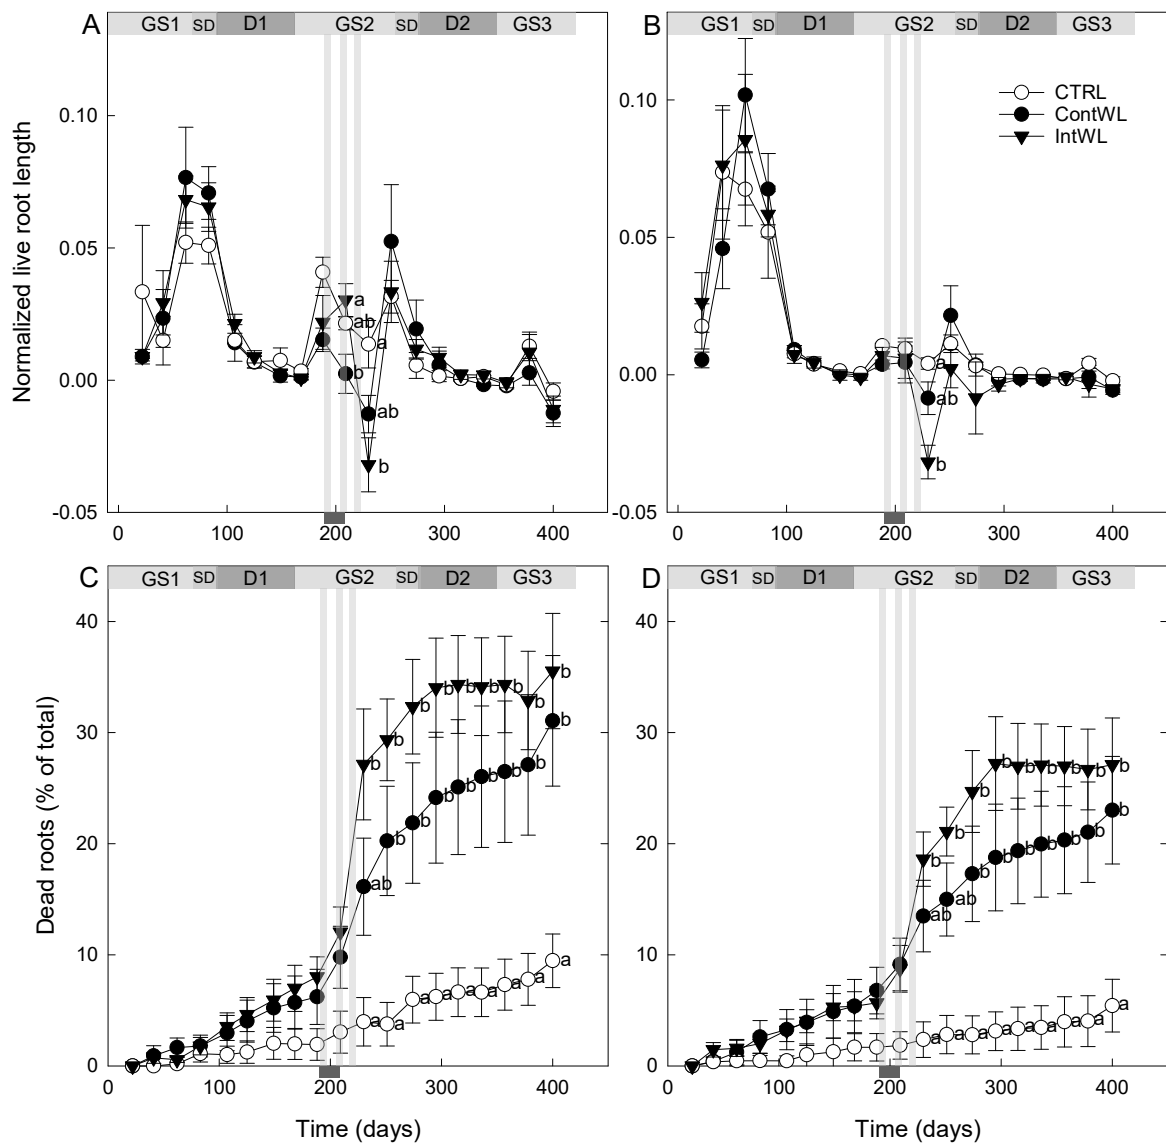 A GS1 SD D1 GS2 SD D2 GS3
B GS1 SD D1 GS2 SD D2 GS3
Normalized live root length
0.10
0.05
0.00
-0.05
a
ab
a
b
ab
b
0 100 200 300 400
0.10
0.05
0.00
-0.05
CTRL
ContWL
IntWL
a
ab
b
0 100 200 300 400
C GS1 SD D1 GS2 SD D2 GS3
D GS1 SD D1 GS2 SD D2 GS3
Dead roots (% of total)
40
30
20
10
0
b b b b b b b b b
ab b b b b b b b b
a a a a a a a a a
0 100 200 300 400
Time (days)
40
30
20
10
0
b b b b b b b b b
ab ab b b b b b b b
a a a a a a a a a
0 100 200 300 400
Time (days)